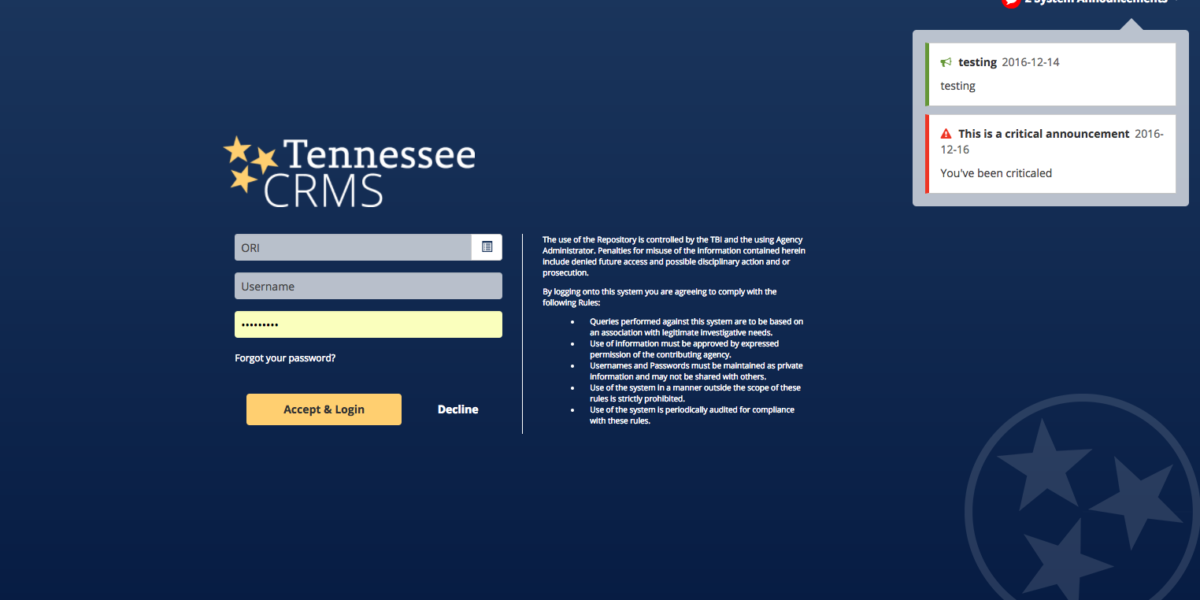 2 System Announcements
testing 2016-12-14
testing
This is a critical announcement 2016-
12-16
You've been criticaled
Tennessee
CRMS
ORI
Username
•••••••••
Forgot your password?
Accept & Login
Decline
The use of the Repository is controlled by the TBI and the using Agency
Administrator. Penalties for misuse of the information contained herein
include denied future access and possible disciplinary action and or
prosecution.
By logging onto this system you are agreeing to comply with the
following Rules:
• Queries performed against this system are to be based on
an association with legitimate investigative needs.
• Use of information must be approved by expressed
permission of the contributing agency.
• Usernames and Passwords must be maintained as private
information and may not be shared with others.
• Use of the system in a manner outside the scope of these
rules is strictly prohibited.
• Use of the system is periodically audited for compliance
with these rules.